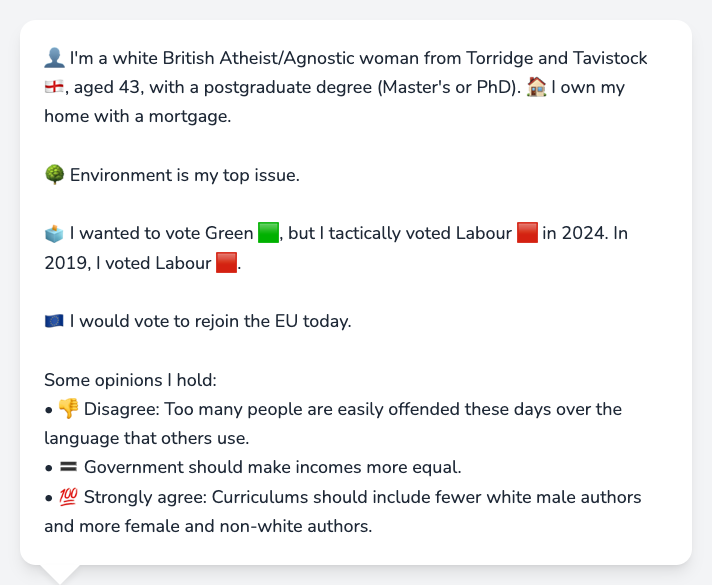 👤 I'm a white British Atheist/Agnostic woman from Torridge and Tavistock
🏴󠁧󠁢󠁥󠁮󠁧󠁿, aged 43, with a postgraduate degree (Master's or PhD). 🏠 I own my
home with a mortgage.
🌳 Environment is my top issue.
🗳️ I wanted to vote Green 🟩, but I tactically voted Labour 🟥 in 2024. In
2019, I voted Labour 🟥.
🇪🇺 I would vote to rejoin the EU today.
Some opinions I hold:
• 👎 Disagree: Too many people are easily offended these days over the
language that others use.
• 🟰 Government should make incomes more equal.
• 💯 Strongly agree: Curriculums should include fewer white male authors
and more female and non-white authors.